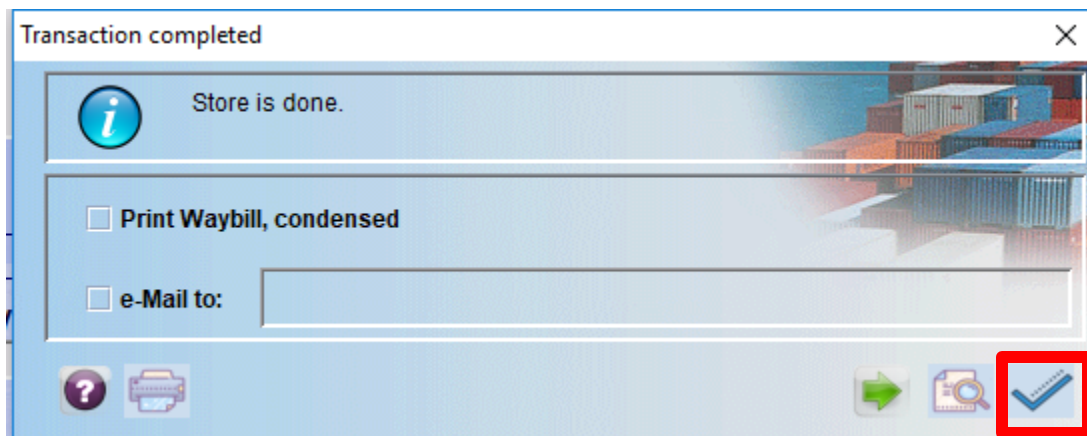 Transaction completed
Store is done.
Print Waybill, condensed
e-Mail to: